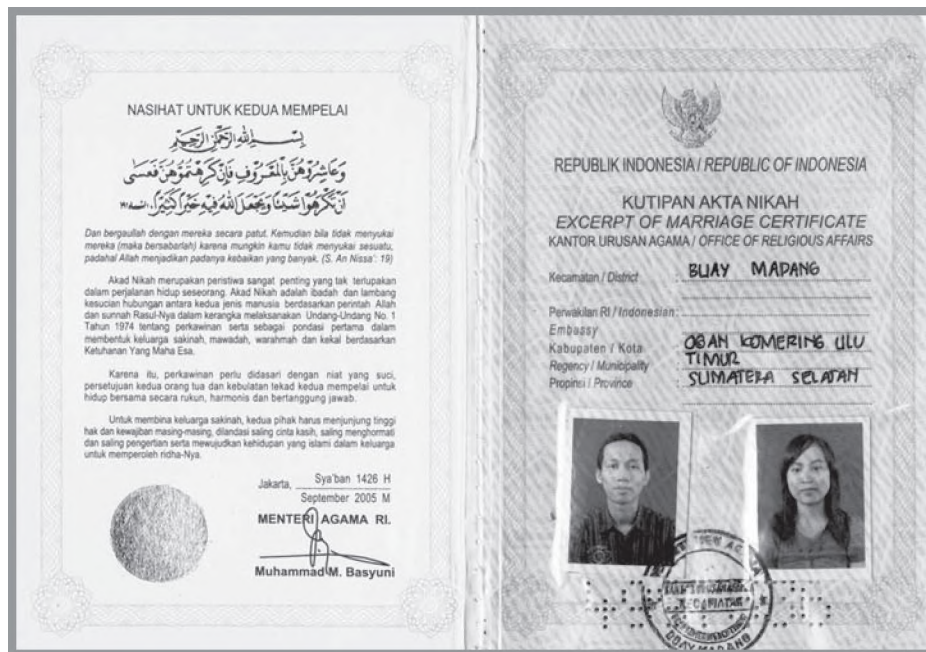 NASIHAT UNTUK KEDUA MEMPELAI
بِسْــمِ اللهِ الرَّحْمٰنِ الرَّحِيْمِ
وَعَاشِرُوْهُنَّ بِالْمَعْرُوْفِ فَاِنْ كَرِهْتُمُوْهُنَّ فَعَسٰى
اَنْ تَكْرَهُوْا شَيْئًا وَيَجْعَلَ اللهُ فِيْهِ خَيْرًا كَثِيْرًا.
Dan bergaullah dengan mereka secara patut. Kemudian bila tidak menyukai
mereka (maka bersabarlah) karena mungkin kamu tidak menyukai sesuatu,
padahal Allah menjadikan padanya kebaikan yang banyak. (S. An Nissa': 19)
Akad Nikah merupakan peristiwa sangat penting yang tak terlupakan
dalam perjalanan hidup seseorang. Akad Nikah adalah ibadah dan lambang
kesucian hubungan antara kedua jenis manusia berdasarkan perintah Allah
dan sunnah Rasul-Nya dalam kerangka melaksanakan Undang-Undang No. 1
Tahun 1974 tentang perkawinan serta sebagai pondasi pertama dalam
membentuk keluarga sakinah, mawadah, warahmah dan kekal berdasarkan
Ketuhanan Yang Maha Esa.
Karena itu, perkawinan perlu didasari dengan niat yang suci,
persetujuan kedua orang tua dan kebulatan tekad kedua mempelai untuk
hidup bersama secara rukun, harmonis dan bertanggung jawab.
Untuk membina keluarga sakinah, kedua pihak harus menjunjung tinggi
hak dan kewajiban masing-masing, dilandasi saling cinta kasih, saling menghormati
dan saling pengertian serta mewujudkan kehidupan yang islami dalam keluarga
untuk memperoleh ridha-Nya.
Jakarta, Sya'ban 1426 H
September 2005 M
MENTERI AGAMA RI.
Muhammad M. Basyuni
REPUBLIK INDONESIA / REPUBLIC OF INDONESIA
KUTIPAN AKTA NIKAH
EXCERPT OF MARRIAGE CERTIFICATE
KANTOR URUSAN AGAMA / OFFICE OF RELIGIOUS AFFAIRS
Kecamatan / District : BUAY MADANG
Perwakilan RI / Indonesian :
Embassy
Kabupaten / Kota OGAN KOMERING ULU
Regency / Municipality : TIMUR
Propinsi / Province : SUMATERA SELATAN
KECAMATAN
BUAY MADANG